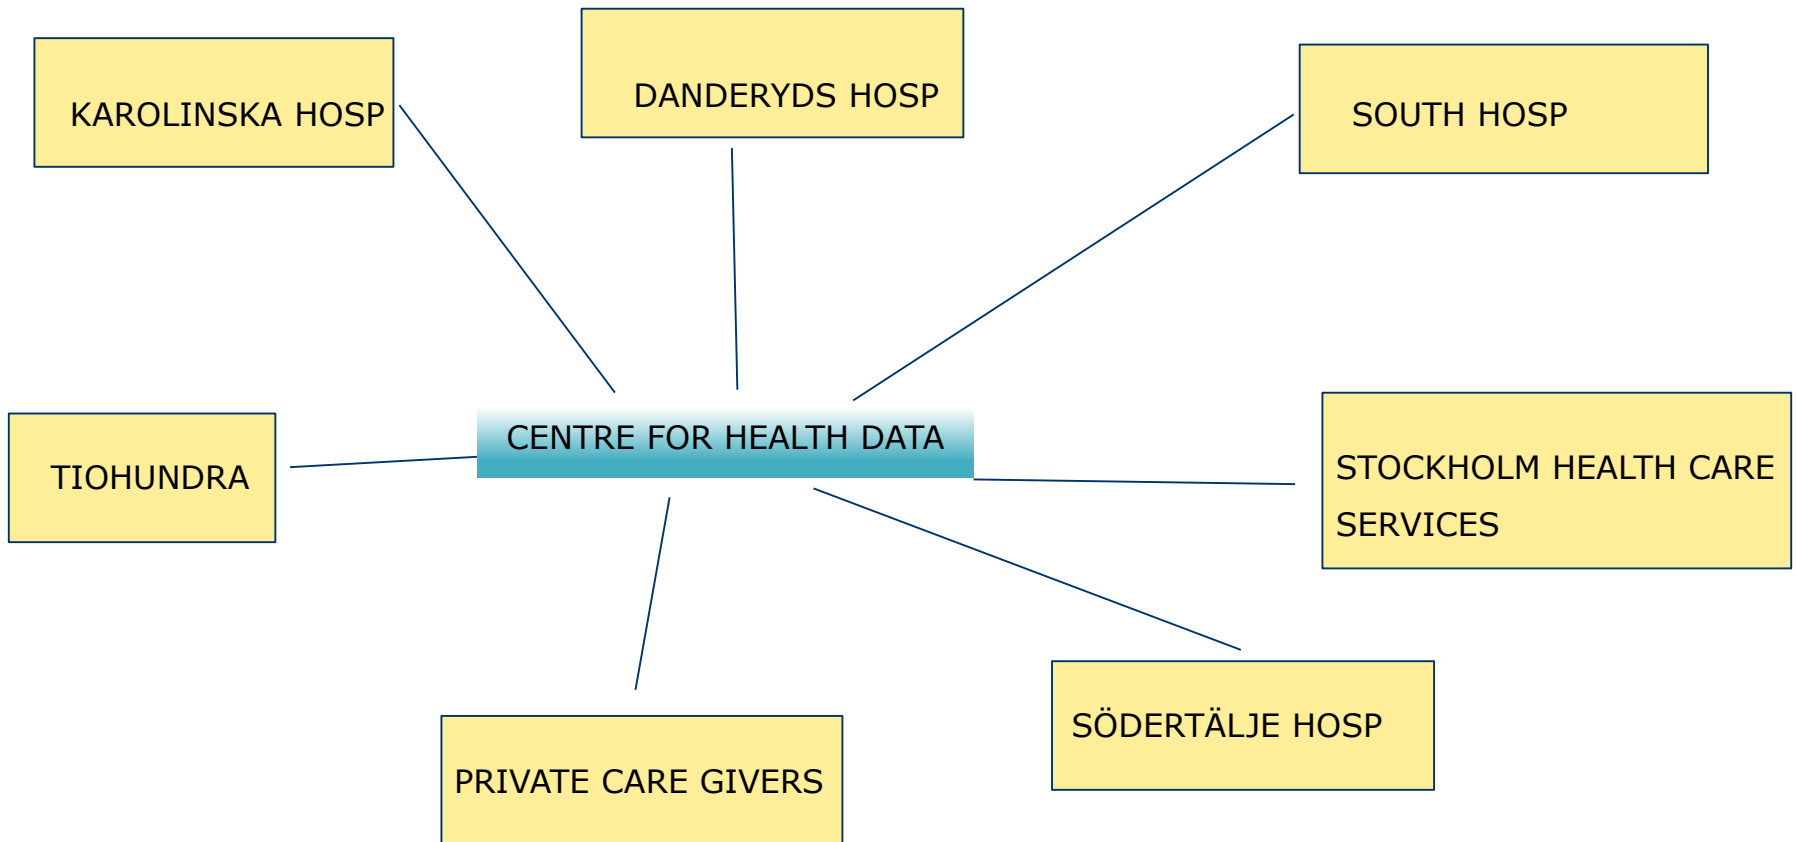 KAROLINSKA HOSP
DANDERYDS HOSP
SOUTH HOSP
CENTRE FOR HEALTH DATA
TIOHUNDRA
STOCKHOLM HEALTH CARE
SERVICES
SÖDERTÄLJE HOSP
PRIVATE CARE GIVERS